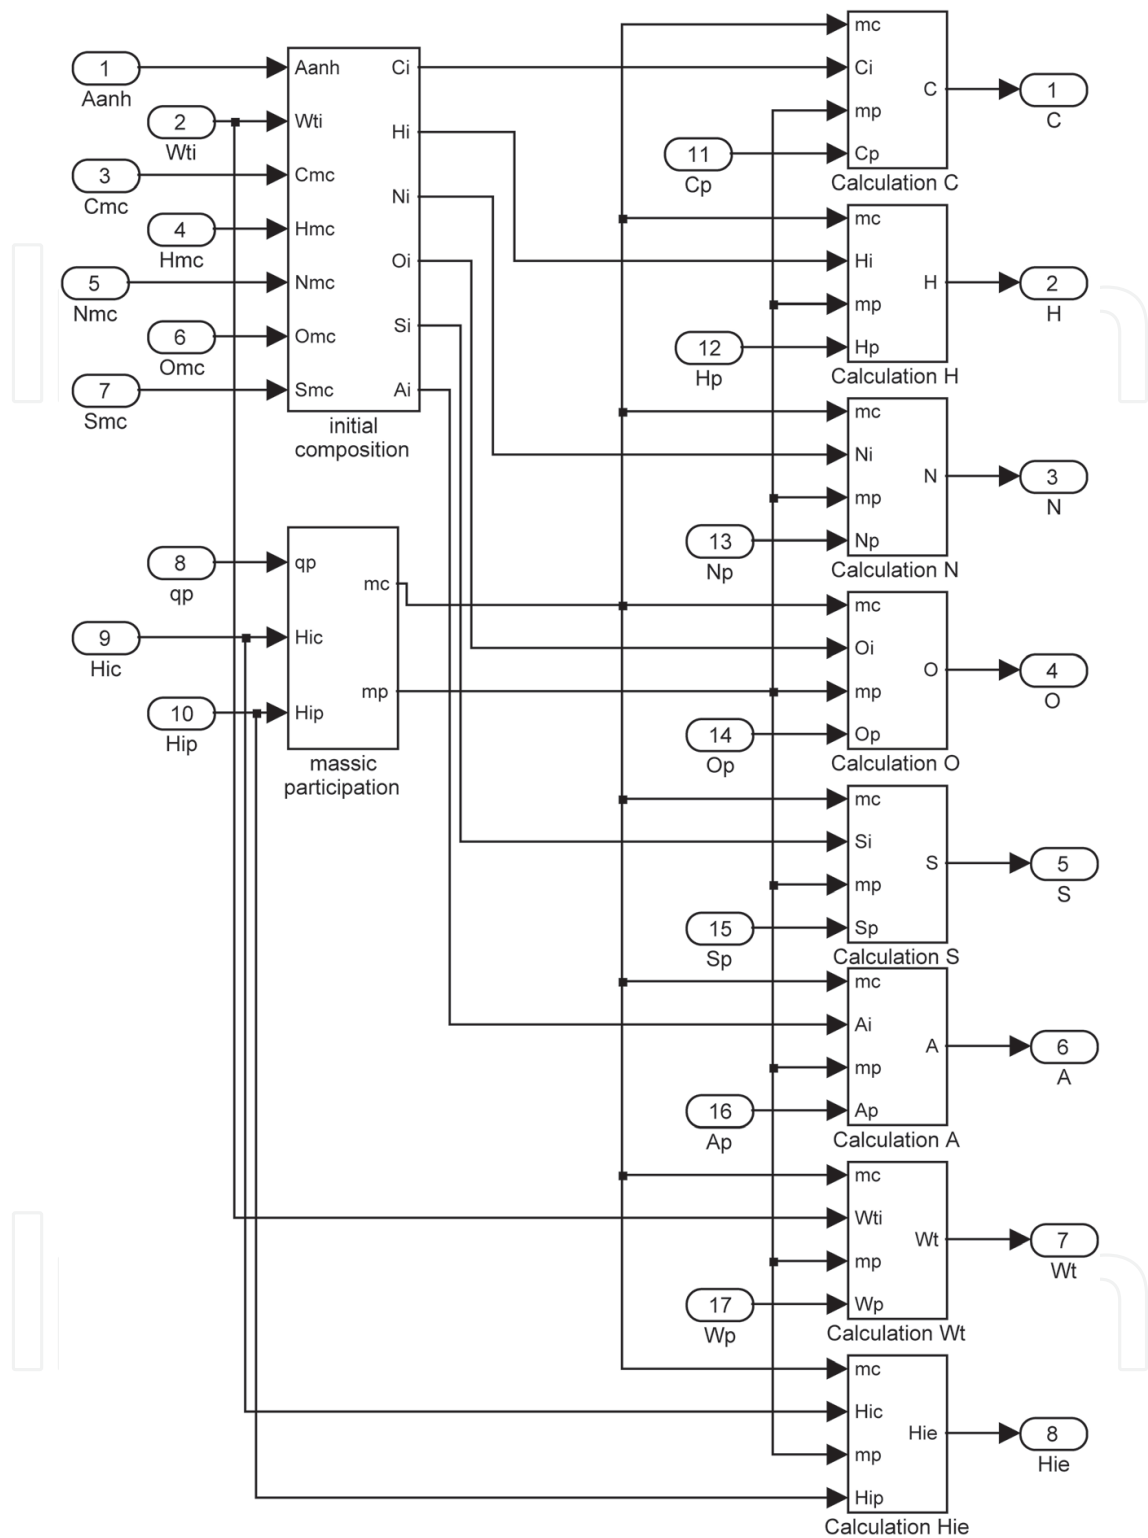 1
Aanh
2
Wti
3
Cmc
4
Hmc
5
Nmc
6
Omc
7
Smc
Aanh
Wti
Cmc
Hmc
Nmc
Omc
Smc
Ci
Hi
Ni
Oi
Si
Ai
initial
composition
8
qp
9
Hic
10
Hip
qp
Hic
Hip
mc
mp
massic
participation
11
Cp
mc
Ci
mp
Cp
C
Calculation C
1
C
12
Hp
mc
Hi
mp
Hp
H
Calculation H
2
H
13
Np
mc
Ni
mp
Np
N
Calculation N
3
N
14
Op
mc
Oi
mp
Op
O
Calculation O
4
O
15
Sp
mc
Si
mp
Sp
S
Calculation S
5
S
16
Ap
mc
Ai
mp
Ap
A
Calculation A
6
A
17
Wp
mc
Wti
mp
Wp
Wt
Calculation Wt
7
Wt
mc
Hic
mp
Hip
Hie
Calculation Hie
8
Hie